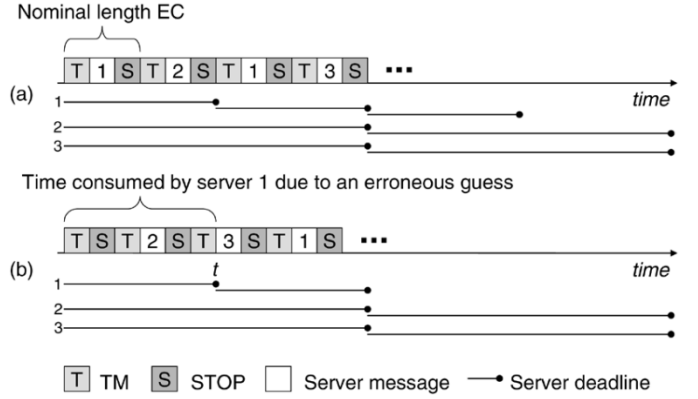 Nominal length EC
T 1 S T 2 S T 1 S T 3 S ...
(a)
time
1
2
3
Time consumed by server 1 due to an erroneous guess
T S T 2 S T 3 S T 1 S ...
t
time
(b)
1
2
3
T TM S STOP Server message Server deadline